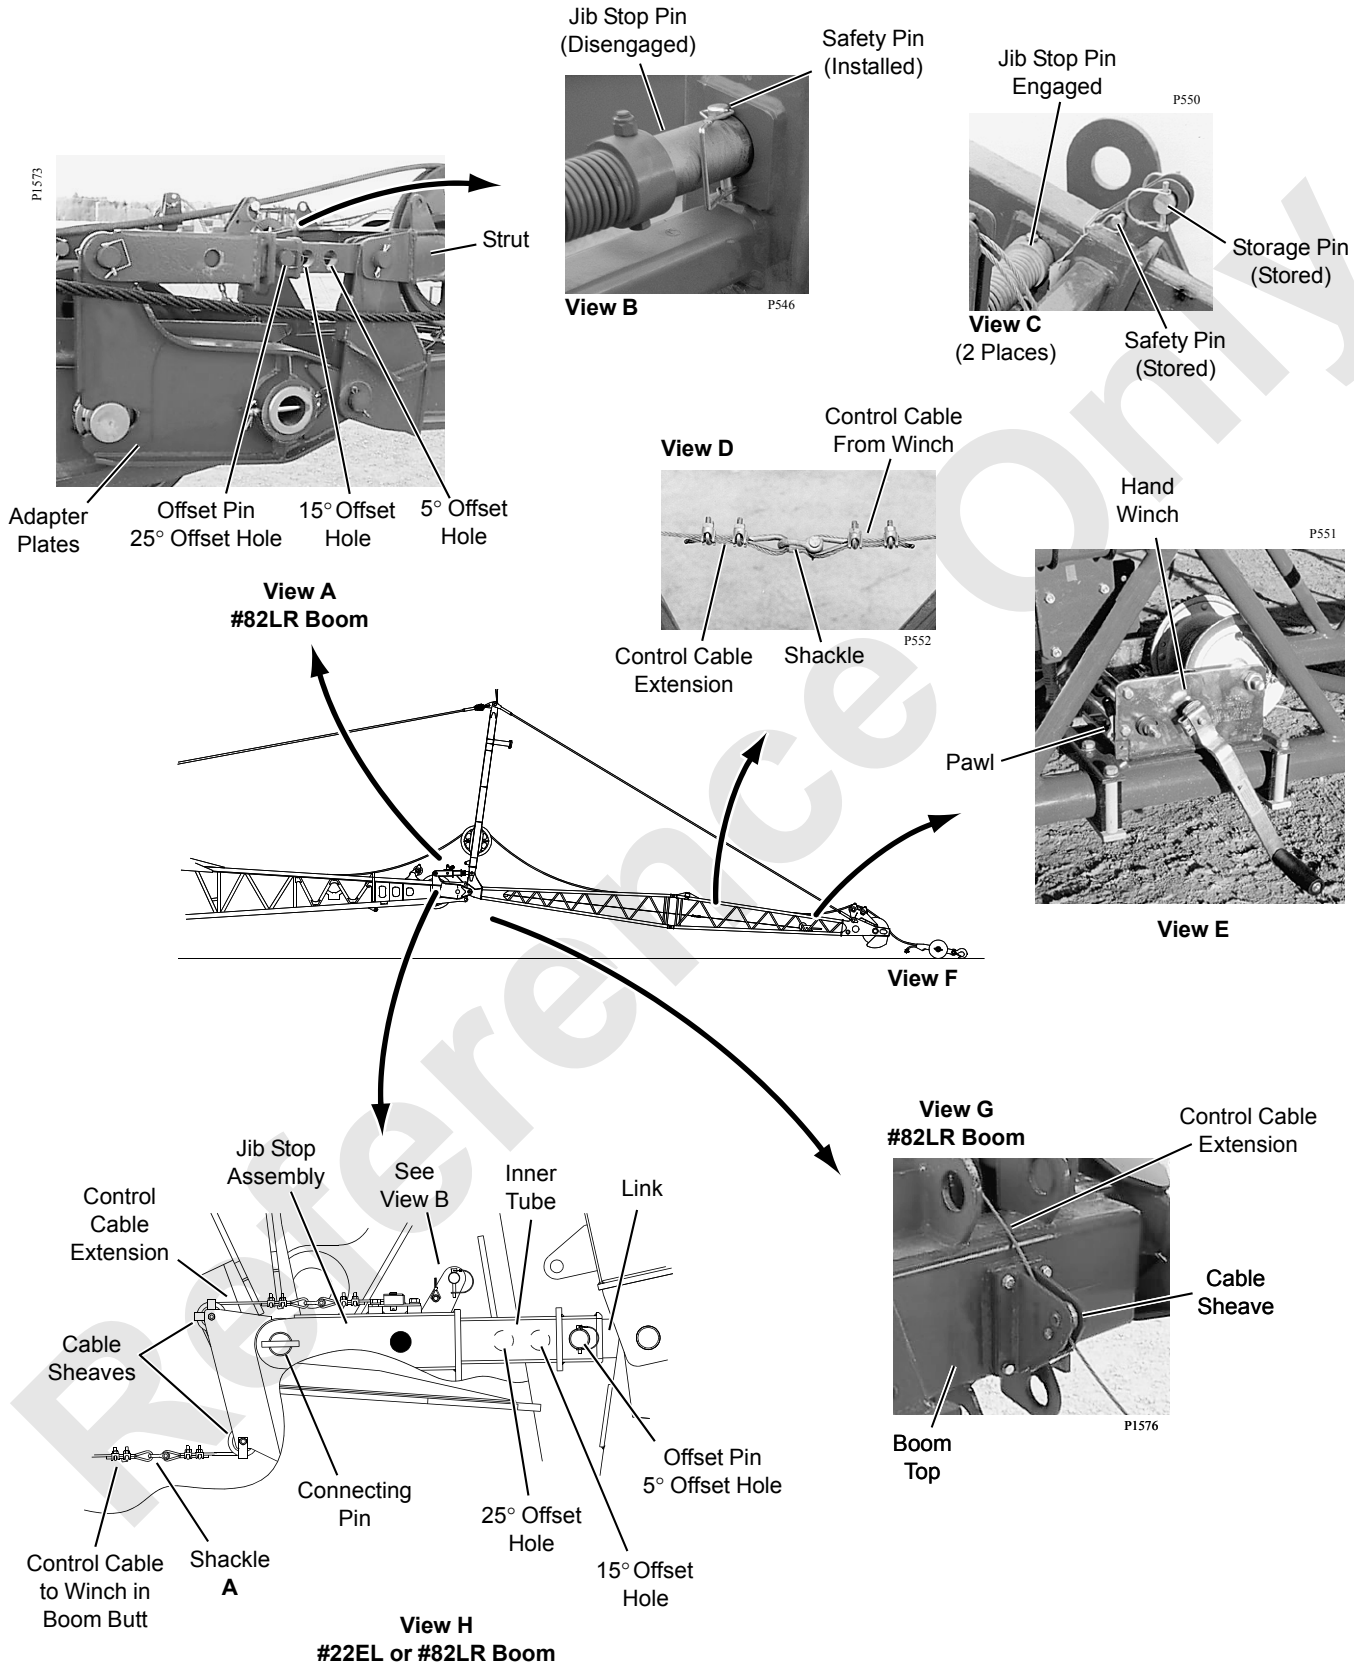 Jib Stop Pin
(Disengaged)
Safety Pin
(Installed)
Jib Stop Pin
Engaged
P550
P1573
Strut
Storage Pin
(Stored)
View B
P546
View C
(2 Places)
Safety Pin
(Stored)
Control Cable
From Winch
View D
Hand
Winch
P551
Adapter
Plates
Offset Pin
25° Offset Hole
15° Offset
Hole
5° Offset
Hole
View A
#82LR Boom
P552
Control Cable
Extension
Shackle
Pawl
View E
View F
View G
#82LR Boom
Control Cable
Extension
Jib Stop
Assembly
See
View B
Inner
Tube
Link
Control
Cable
Extension
Cable
Sheave
Cable
Sheaves
P1576
Boom
Top
Offset Pin
5° Offset Hole
Connecting
Pin
25° Offset
Hole
15° Offset
Hole
Control Cable
to Winch in
Boom Butt
Shackle
A
View H
#22EL or #82LR Boom
Reference Only